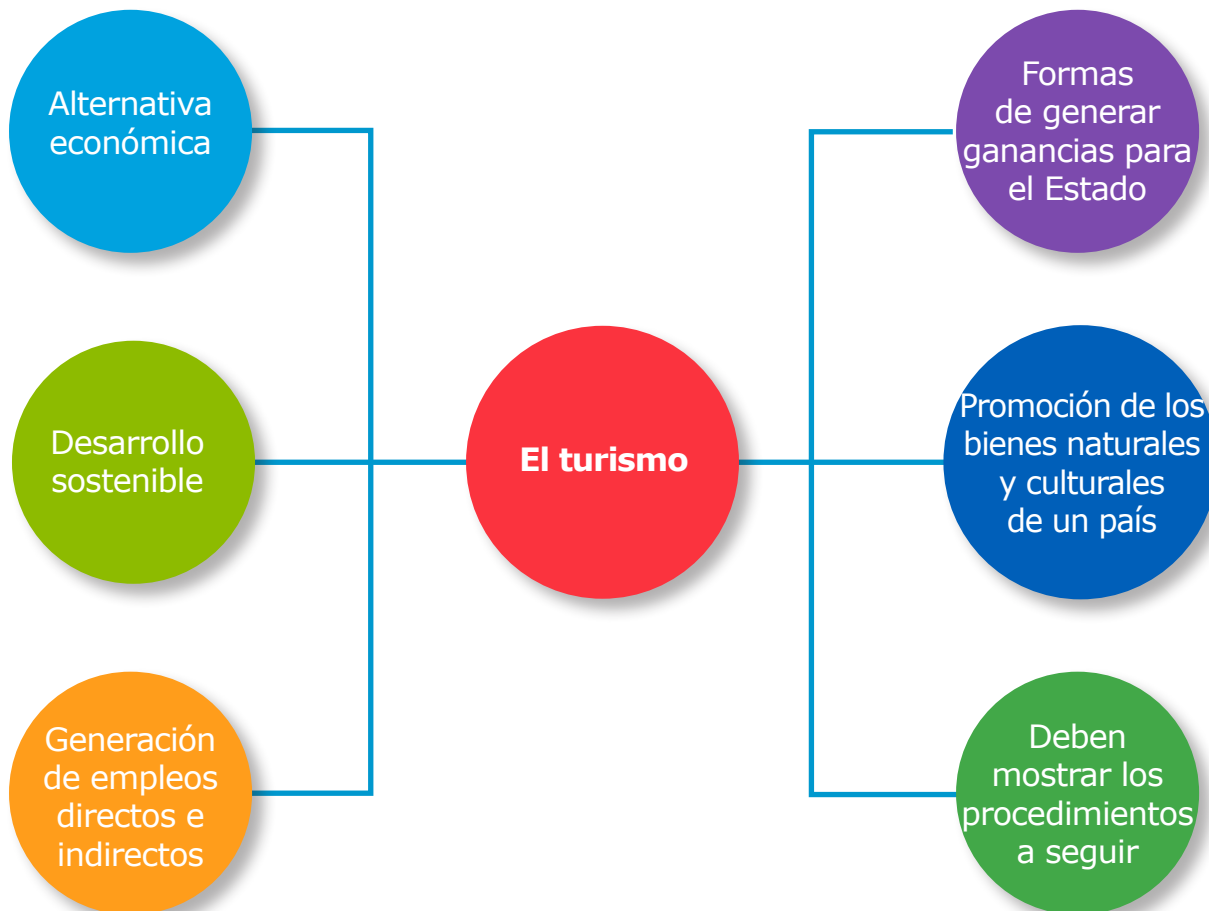 Alternativa
económica
Desarrollo
sostenible
Generación
de empleos
directos e
indirectos
El turismo
Formas
de generar
ganancias para
el Estado
Promoción de los
bienes naturales
y culturales
de un país
Deben
mostrar los
procedimientos
a seguir